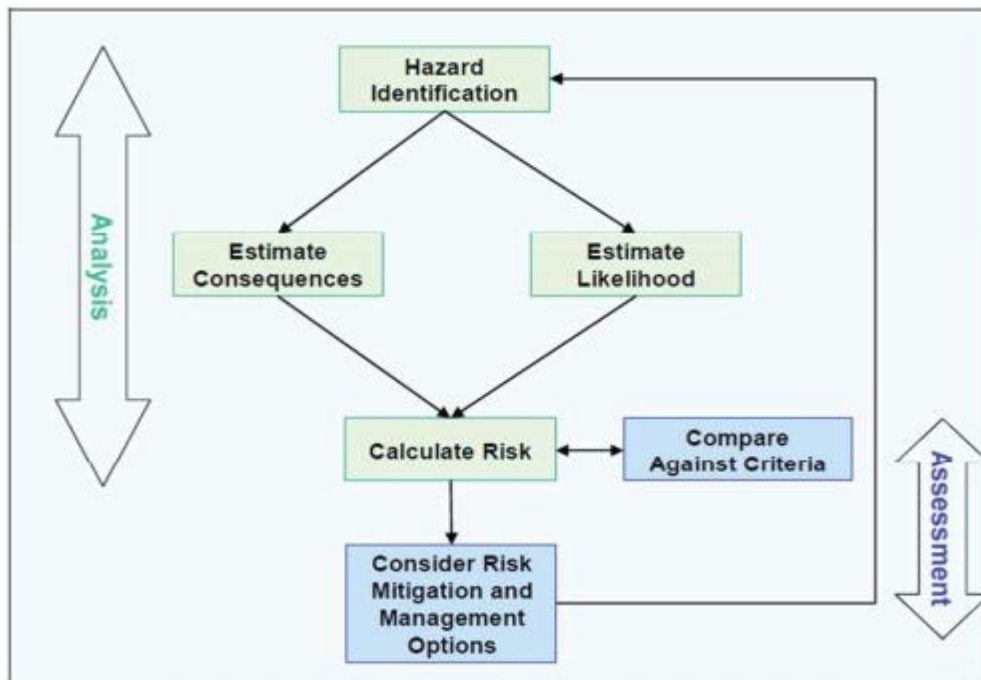 Hazard
Identification
Analysis
Estimate
Consequences
Estimate
Likelihood
Calculate Risk
Compare
Against Criteria
Assessment
Consider Risk
Mitigation and
Management
Options